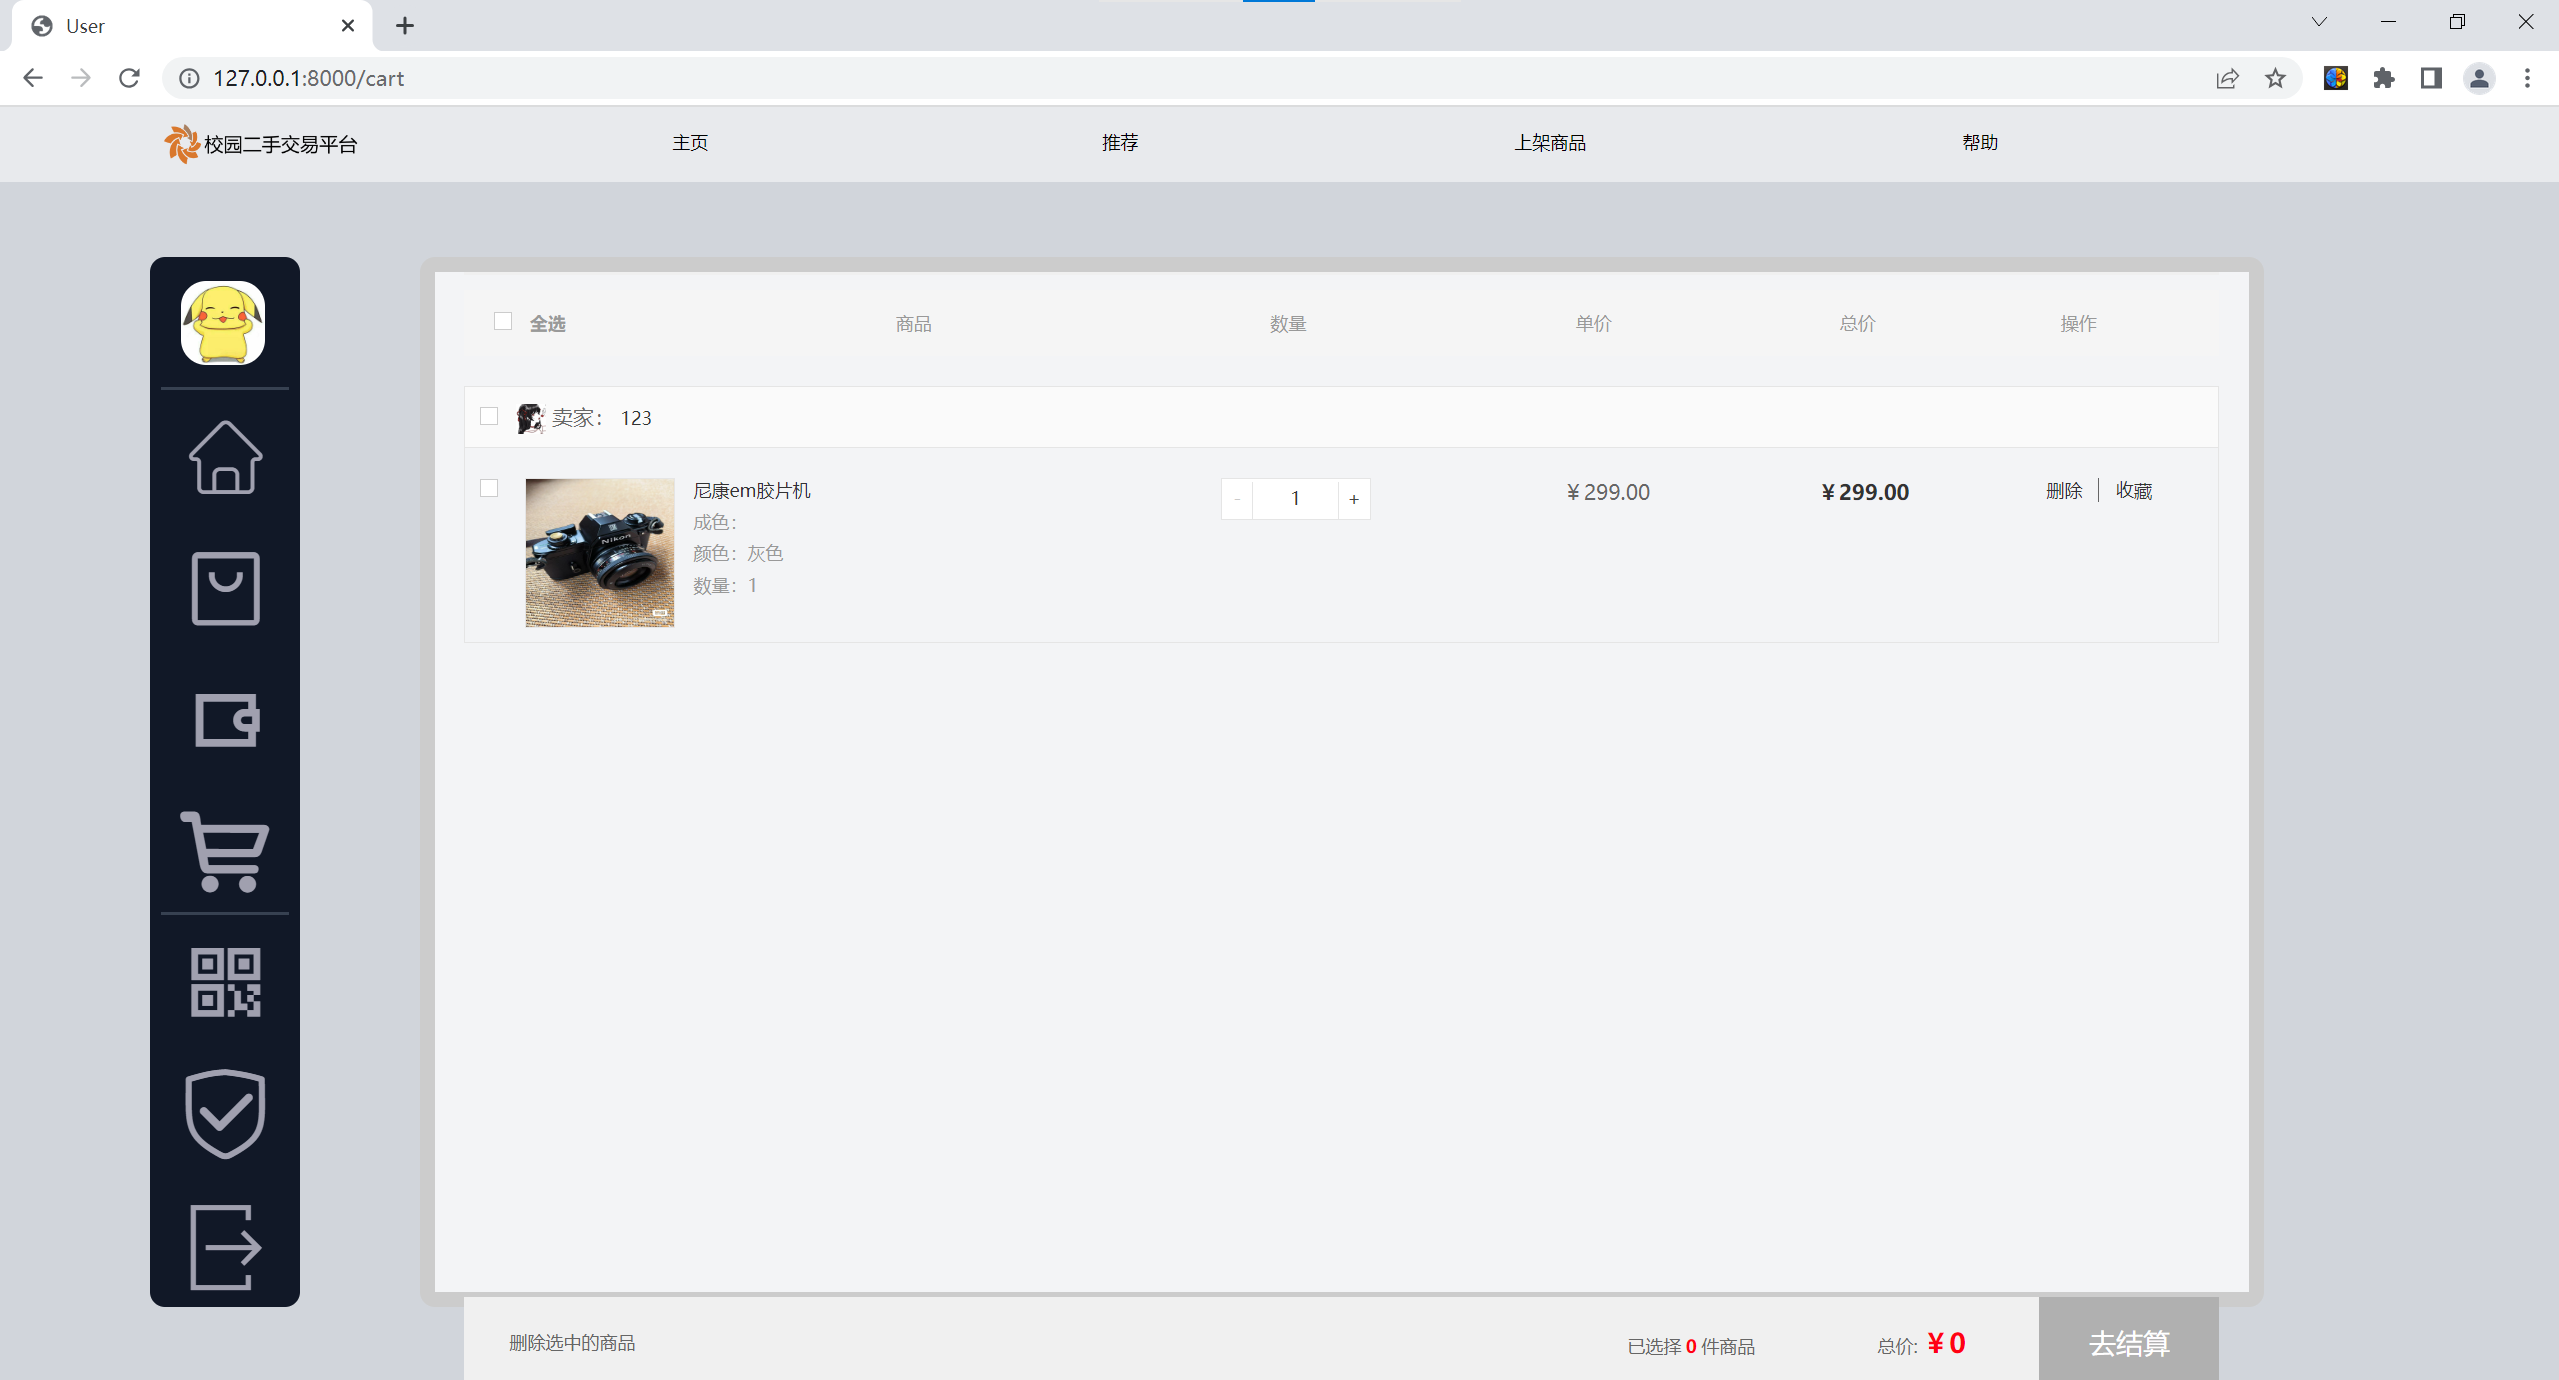 User
127.0.0.1:8000/cart
校园二手交易平台 主页 推荐 上架商品 帮助
全选 商品 数量 单价 总价 操作
卖家： 123
尼康em胶片机 - 1 + ¥299.00 ¥299.00 删除 收藏
成色：
颜色：灰色
数量：1
Nikon
删除选中的商品 已选择 0 件商品 总价: ¥0 去结算